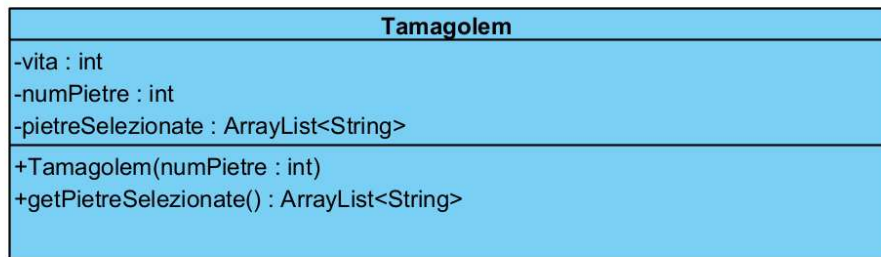 Tamagolem
-vita : int
-numPietre : int
-pietreSelezionate : ArrayList<String>
+Tamagolem(numPietre : int)
+getPietreSelezionate() : ArrayList<String>